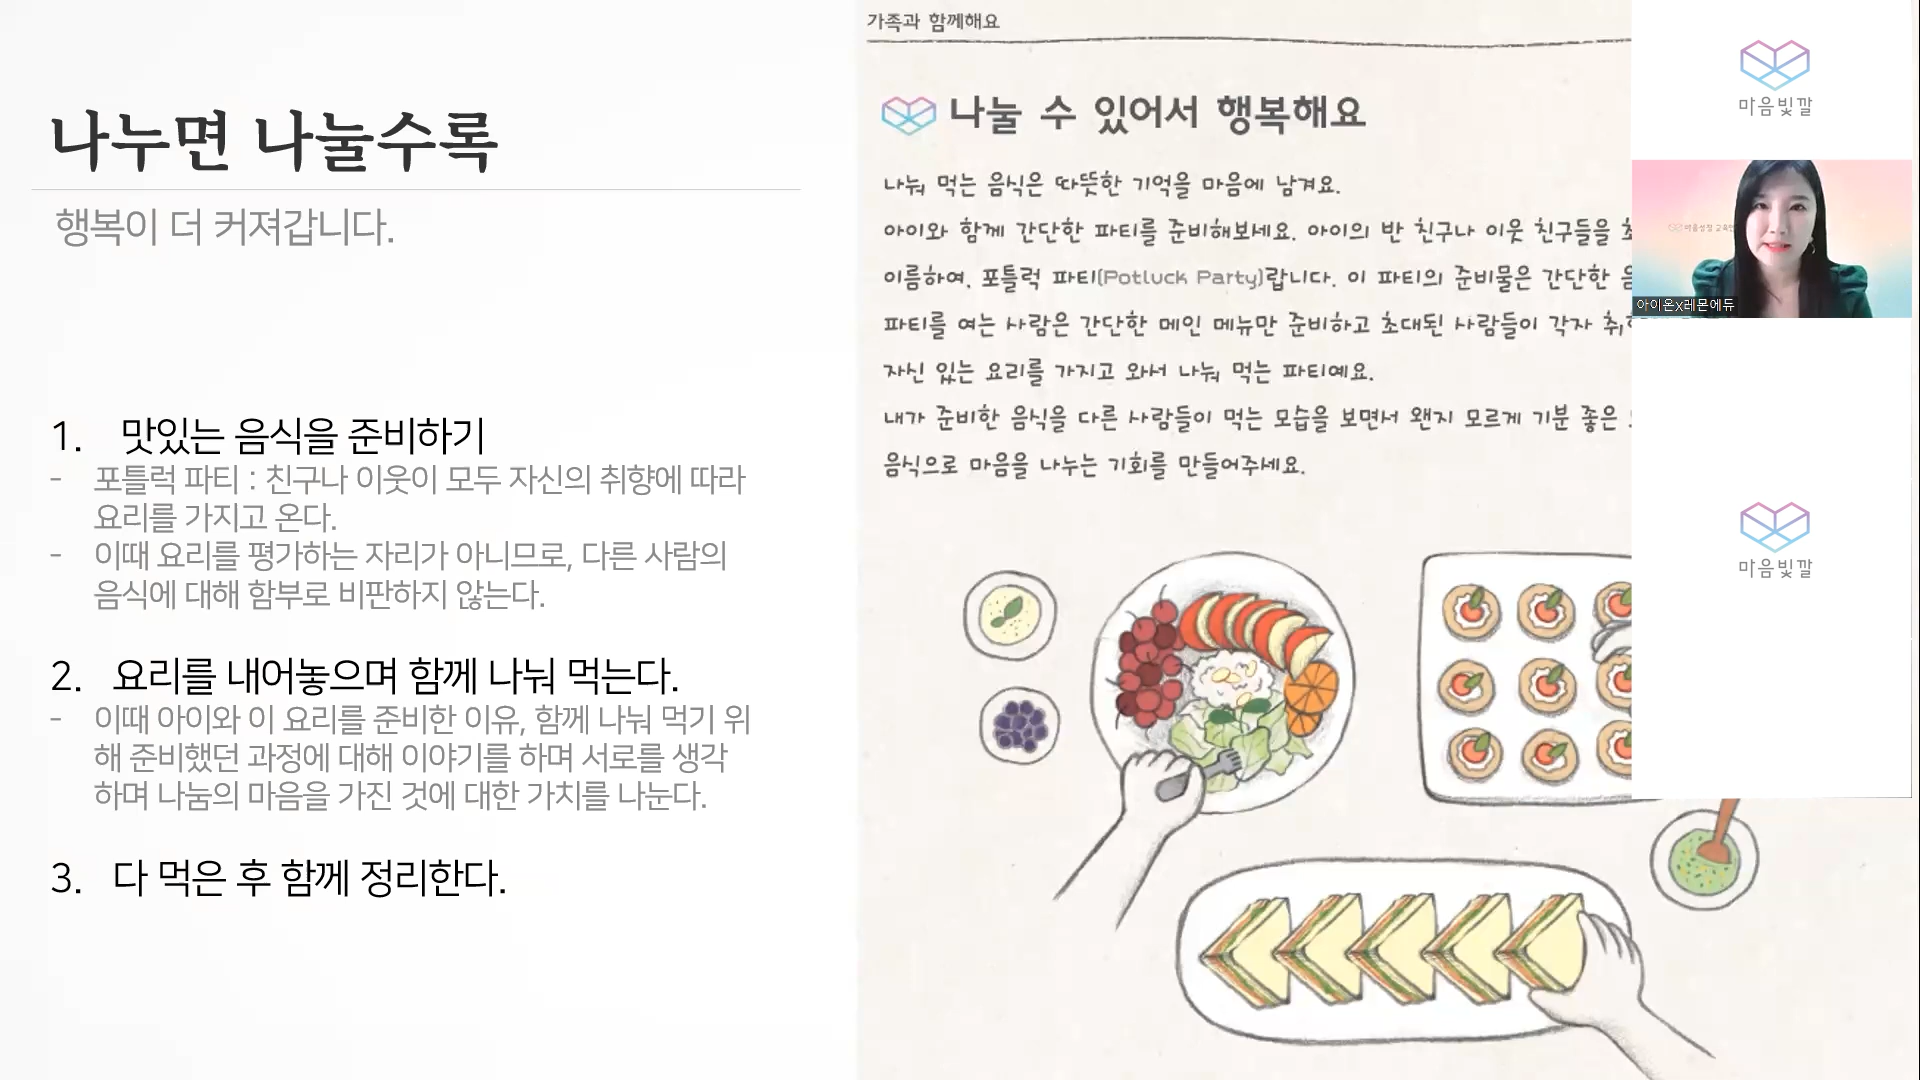 나누면 나눌수록
행복이 더 커져갑니다.
1. 맛있는 음식을 준비하기
- 포틀럭 파티 : 친구나 이웃이 모두 자신의 취향에 따라
요리를 가지고 온다.
- 이때 요리를 평가하는 자리가 아니므로, 다른 사람의
음식에 대해 함부로 비판하지 않는다.
2. 요리를 내어놓으며 함께 나눠 먹는다.
- 이때 아이와 이 요리를 준비한 이유, 함께 나눠 먹기 위
해 준비했던 과정에 대해 이야기를 하며 서로를 생각
하며 나눔의 마음을 가진 것에 대한 가치를 나눈다.
3. 다 먹은 후 함께 정리한다.
가족과 함께해요
나눌 수 있어서 행복해요
나눠 먹는 음식은 따뜻한 기억을 마음에 남겨요.
아이와 함께 간단한 파티를 준비해보세요. 아이의 반 친구나 이웃 친구들을
이름하여, 포틀럭 파티(Potluck Party)랍니다. 이 파티의 준비물은 간단한
파티를 여는 사람은 간단한 메인 메뉴만 준비하고 초대된 사람들이 각자
자신 있는 요리를 가지고 와서 나눠 먹는 파티예요.
내가 준비한 음식을 다른 사람들이 먹는 모습을 보면서 왠지 모르게 기분 좋은
음식으로 마음을 나누는 기회를 만들어주세요.
마음빛깔
아이온x레몬에듀
마음빛깔